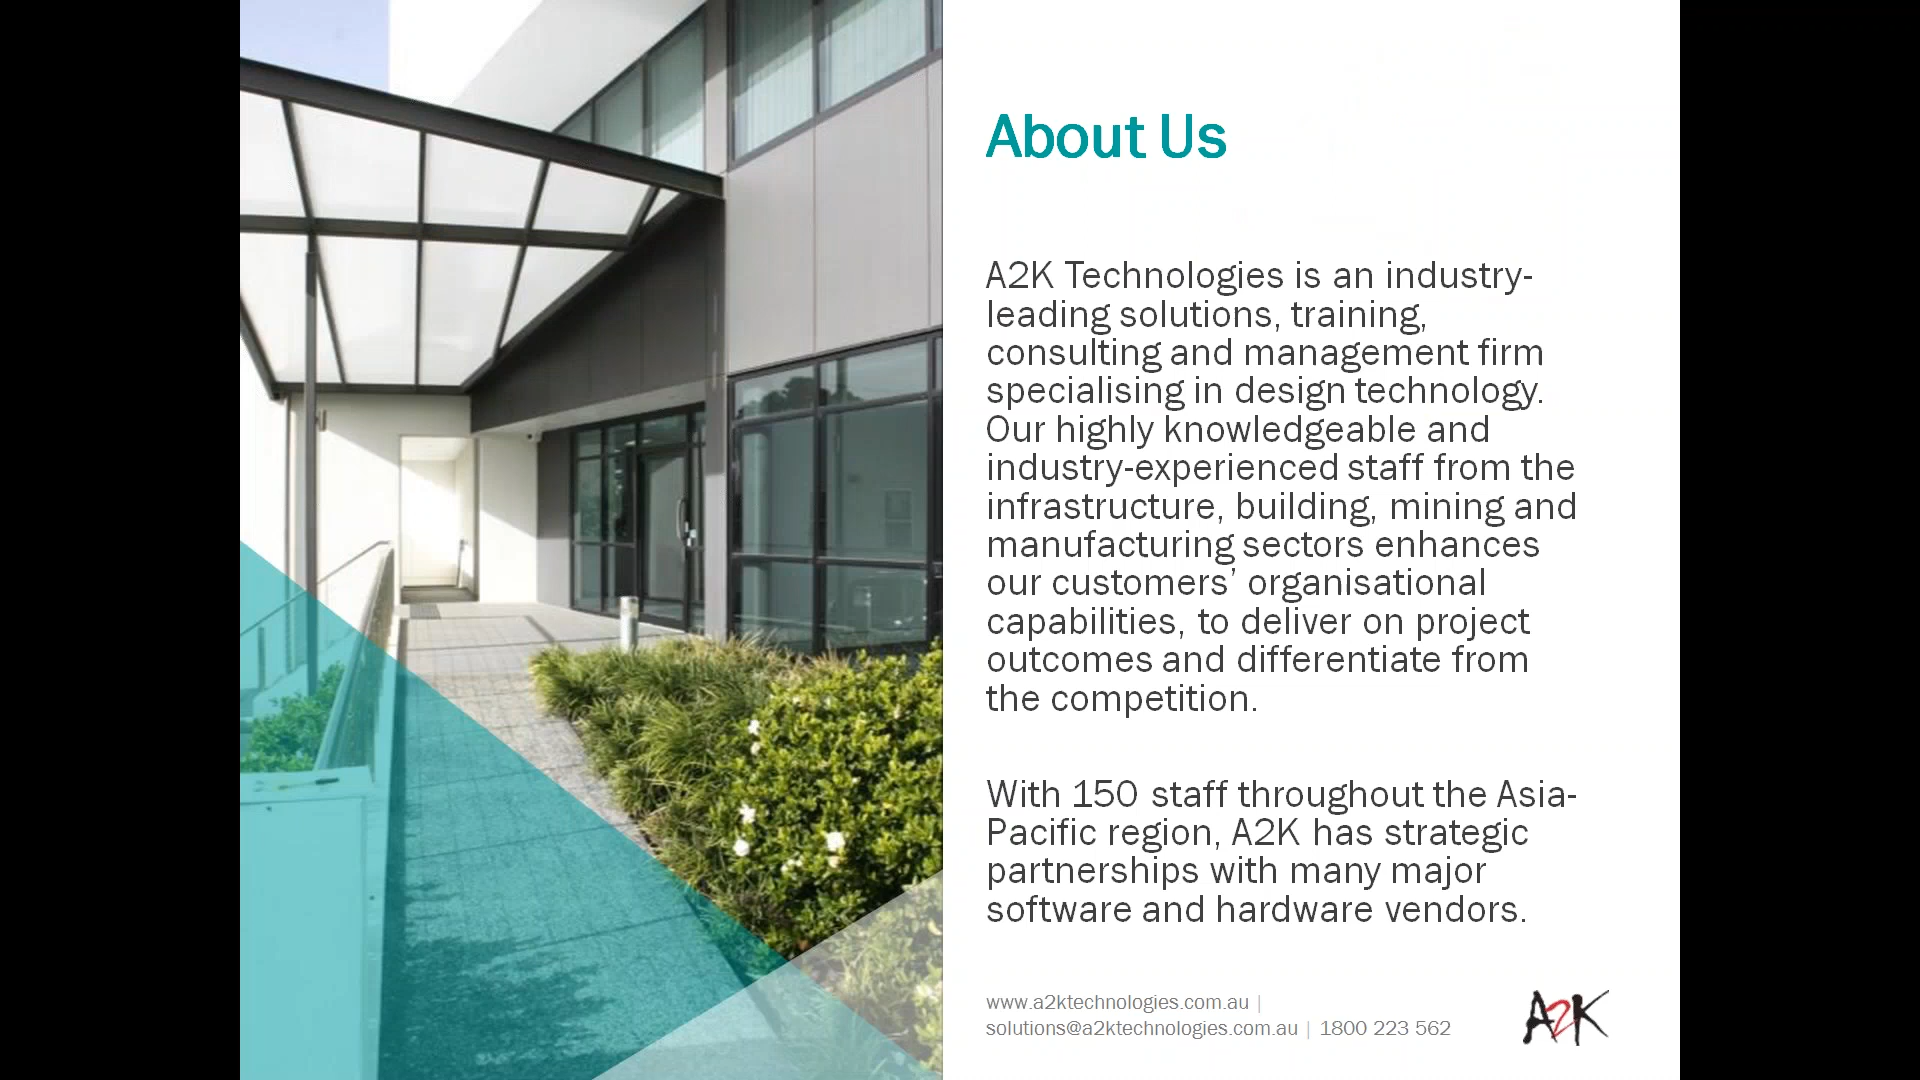 About Us
A2K Technologies is an industry-
leading solutions, training,
consulting and management firm
specialising in design technology.
Our highly knowledgeable and
industry-experienced staff from the
infrastructure, building, mining and
manufacturing sectors enhances
our customers’ organisational
capabilities, to deliver on project
outcomes and differentiate from
the competition.
With 150 staff throughout the Asia-
Pacific region, A2K has strategic
partnerships with many major
software and hardware vendors.
www.a2ktechnologies.com.au |
solutions@a2ktechnologies.com.au | 1800 223 562
A2K